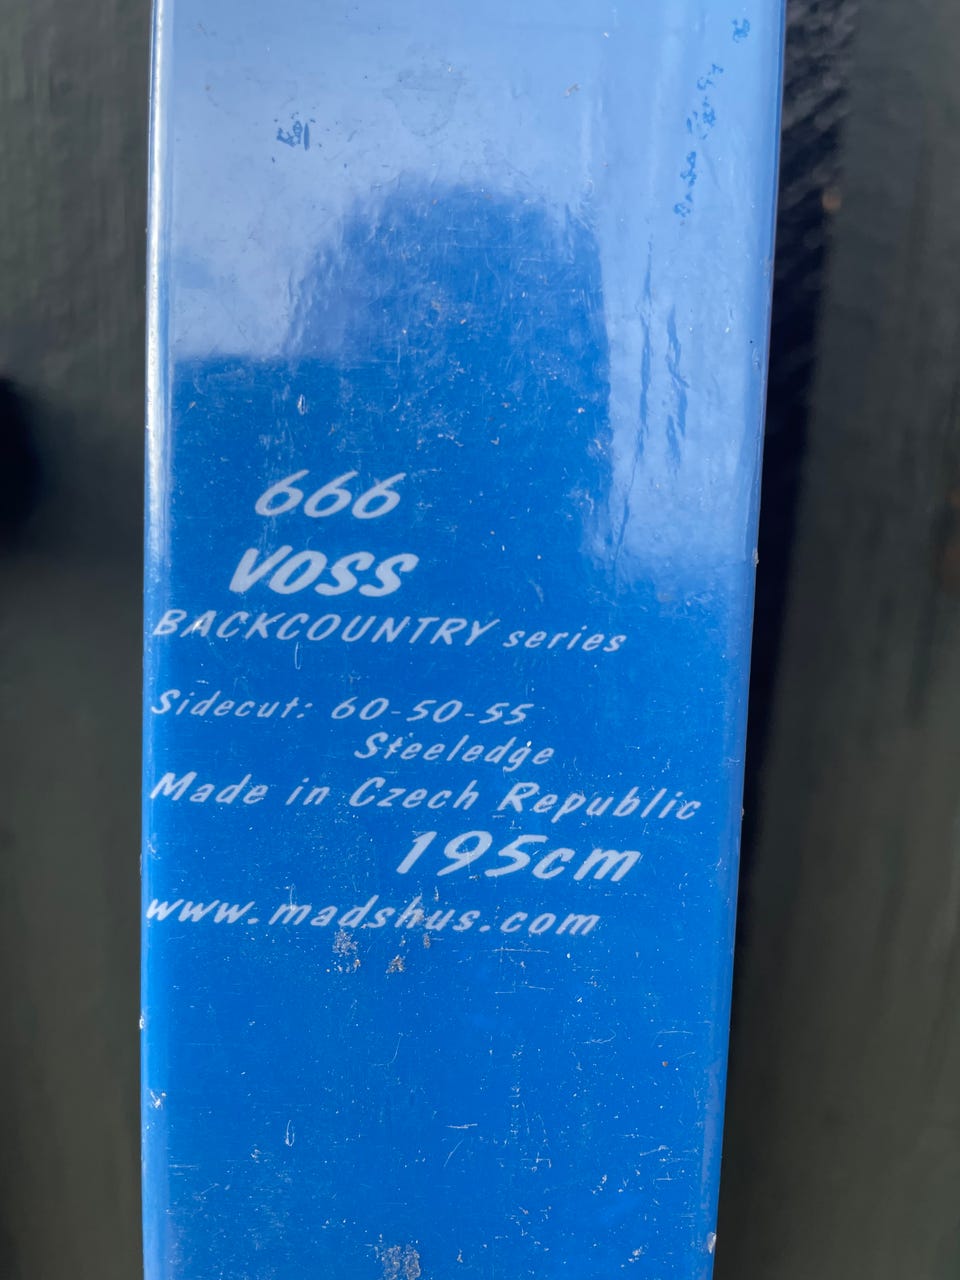 666
VOSS
BACKCOUNTRY series
Sidecut: 60-50-55
Steeledge
Made in Czech Republic
195cm
www.madshus.com